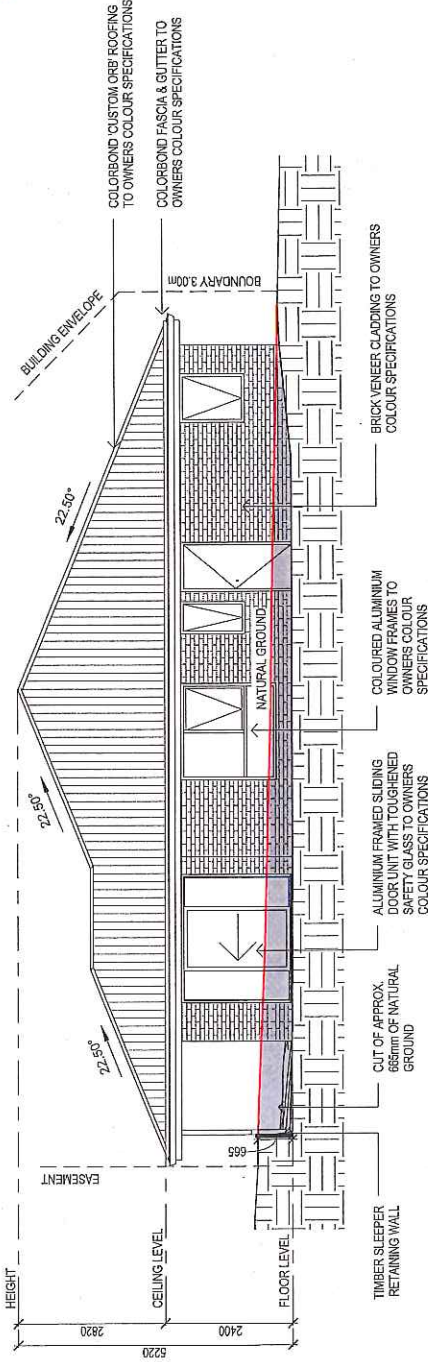 HEIGHT
CEILING LEVEL
FLOOR LEVEL
5220
2820
2400
EASEMENT
22.50°
22.50°
22.50°
BUILDING ENVELOPE
BOUNDARY 3.00m
COLORBOND 'CUSTOM ORB' ROOFING
TO OWNERS COLOUR SPECIFICATIONS
COLORBOND FASCIA & GUTTER TO
OWNERS COLOUR SPECIFICATIONS
NATURAL GROUND
665
TIMBER SLEEPER
RETAINING WALL
CUT OF APPROX.
665mm OF NATURAL
GROUND
ALUMINIUM FRAMED SLIDING
DOOR UNIT WITH TOUGHENED
SAFETY GLASS TO OWNERS
COLOUR SPECIFICATIONS
COLOURED ALUMINIUM
WINDOW FRAMES TO
OWNERS COLOUR
SPECIFICATIONS
BRICK VENEER CLADDING TO OWNERS
COLOUR SPECIFICATIONS